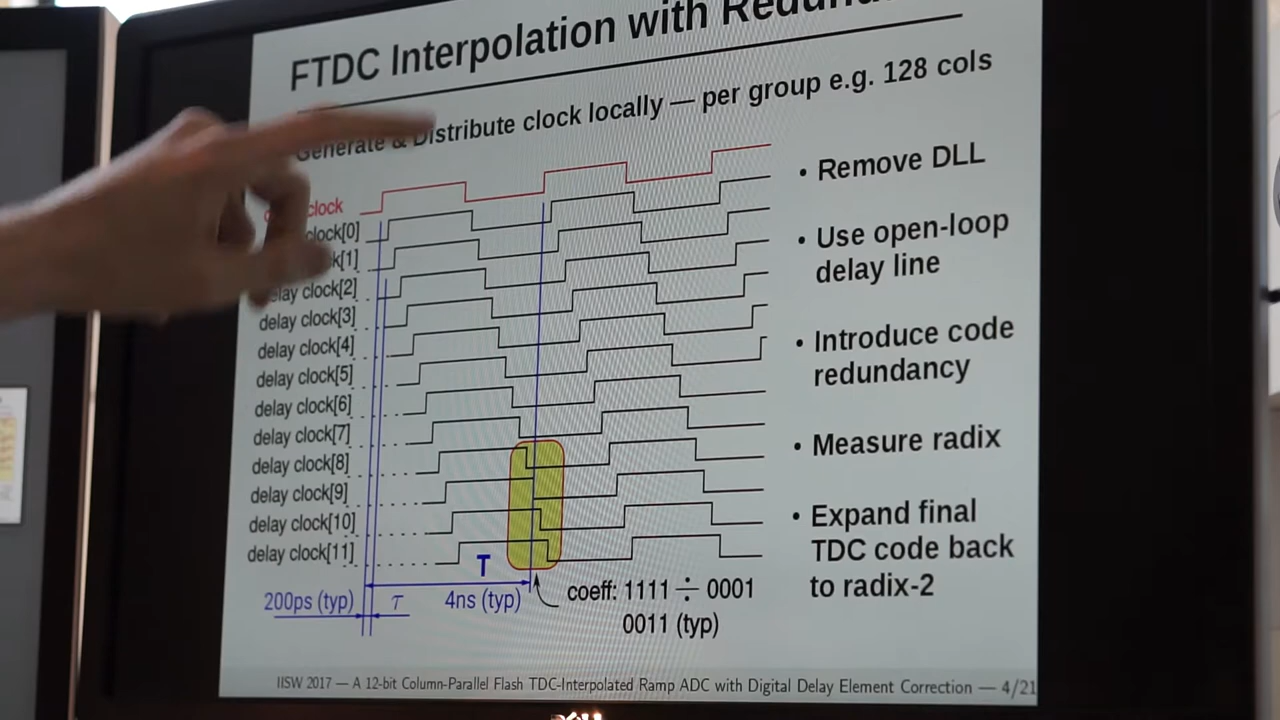 FTDC Interpolation with
Generate & Distribute clock locally — per group e.g. 128 cols
clock
clock[0]
delay clock[2]
delay clock[3]
delay clock[4]
delay clock[5]
delay clock[6]
delay clock[7]
delay clock[8]
delay clock[9]
delay clock[10]
delay clock[11]
T
200ps (typ)
τ
4ns (typ)
coeff: 1111 ÷ 0001
0011 (typ)
• Remove DLL
• Use open-loop
delay line
• Introduce code
redundancy
• Measure radix
• Expand final
TDC code back
to radix-2
IISW 2017 — A 12-bit Column-Parallel Flash TDC-Interpolated Ramp ADC with Digital Delay Element Correction — 4/21